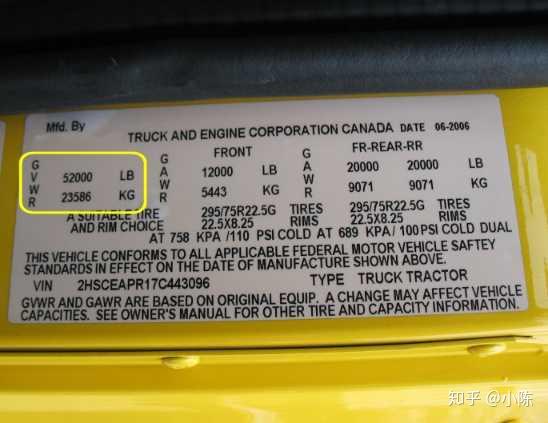 Mfd. By
TRUCK AND ENGINE CORPORATION CANADA DATE 06-2006
G V W R 52000 LB 23586 KG
G A W R FRONT 12000 LB 5443 KG
G A W R FR-REAR-RR 20000 20000 LB 9071 9071 KG
A SUITABLE TIRE 295/75R22.5G TIRES 295/75R22.5G TIRES
AND RIM CHOICE 22.5X8.25 RIMS 22.5X8.25 RIMS
AT 758 KPA /110 PSI COLD AT 689 KPA/ 100 PSI COLD DUAL
THIS VEHICLE CONFORMS TO ALL APPLICABLE FEDERAL MOTOR VEHICLE SAFTEY
STANDARDS IN EFFECT ON THE DATE OF MANUFACTURE SHOWN ABOVE.
VIN 2HSCEAPR17C443096 TYPE TRUCK TRACTOR
GVWR AND GAWR ARE BASED ON ORIGINAL EQUIP. A CHANGE MAY AFFECT VEHICLE
CAPACITIES. SEE OWNER'S MANUAL FOR OTHER TIRE AND CAPACITY INFORMATION.
知乎 @小陈